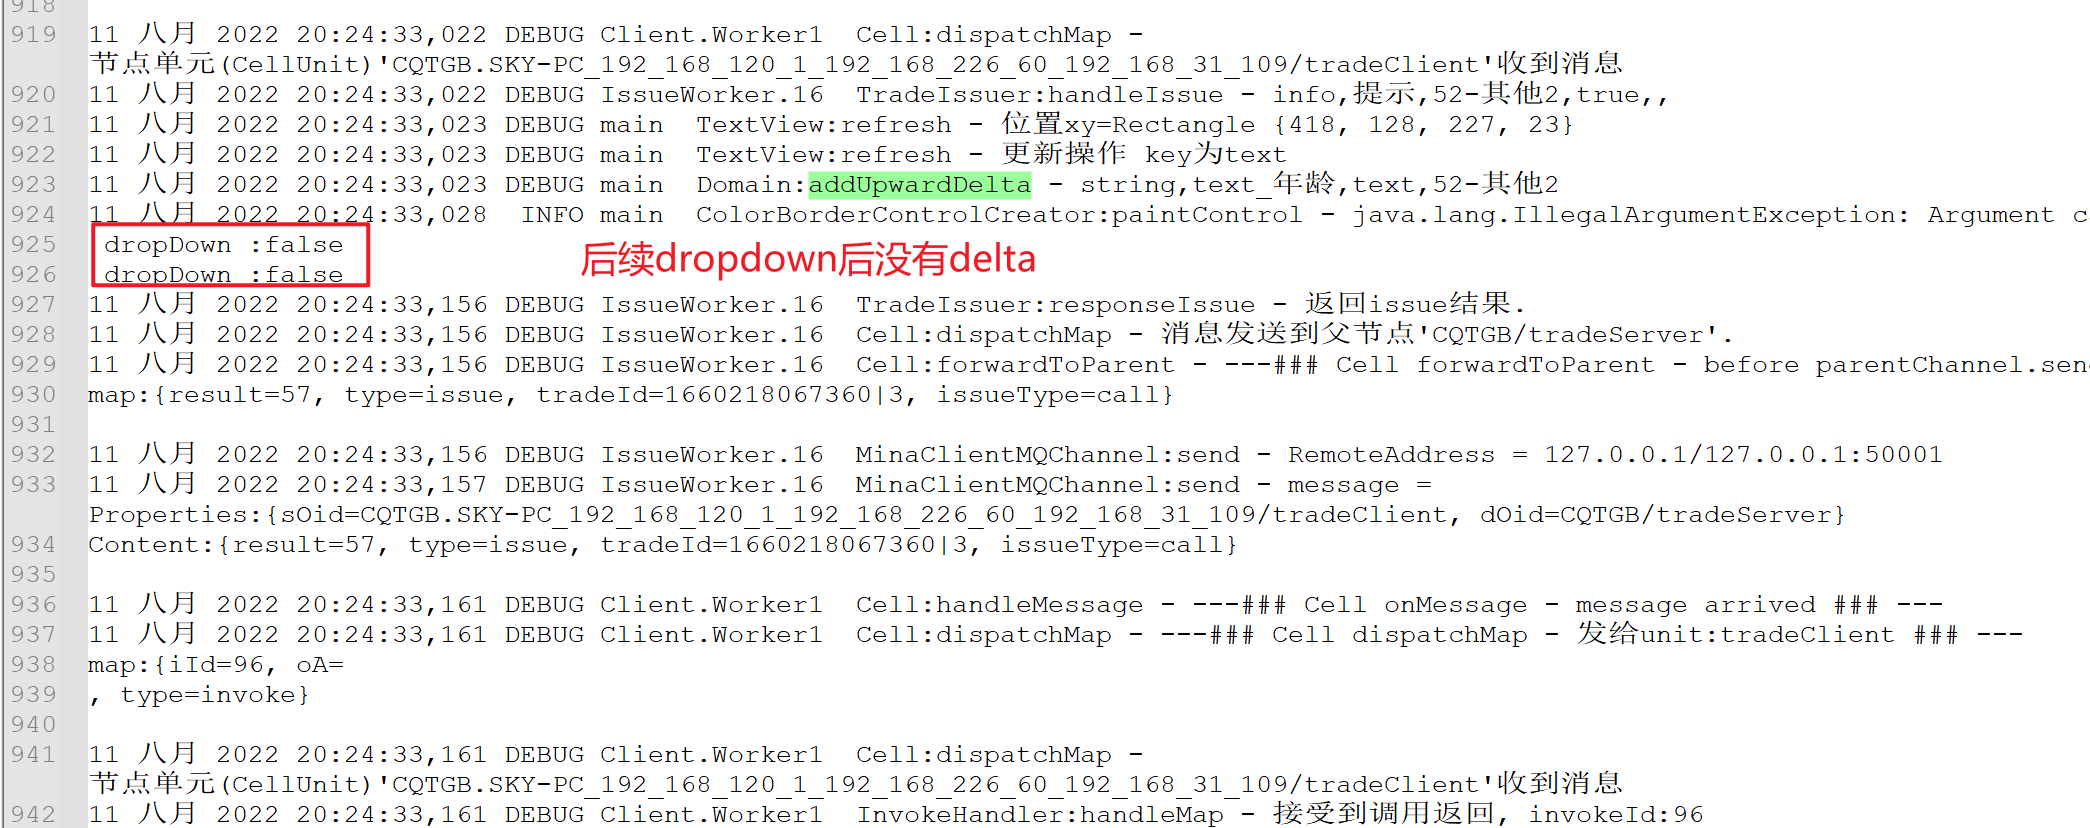 918
919 11 八月 2022 20:24:33,022 DEBUG Client.Worker1  Cell:dispatchMap -
节点单元(CellUnit)'CQTGB.SKY-PC_192_168_120_1_192_168_226_60_192_168_31_109/tradeClient'收到消息
920 11 八月 2022 20:24:33,022 DEBUG IssueWorker.16  TradeIssuer:handleIssue - info,提示,52-其他2,true,,
921 11 八月 2022 20:24:33,023 DEBUG main  TextView:refresh - 位置xy=Rectangle {418, 128, 227, 23}
922 11 八月 2022 20:24:33,023 DEBUG main  TextView:refresh - 更新操作 key为text
923 11 八月 2022 20:24:33,023 DEBUG main  Domain:addUpwardDelta - string,text_年龄,text,52-其他2
924 11 八月 2022 20:24:33,028  INFO main  ColorBorderControlCreator:paintControl - java.lang.IllegalArgumentException: Argument c
925 dropDown :false
后续dropdown后没有delta
926 dropDown :false
927 11 八月 2022 20:24:33,156 DEBUG IssueWorker.16  TradeIssuer:responseIssue - 返回issue结果.
928 11 八月 2022 20:24:33,156 DEBUG IssueWorker.16  Cell:dispatchMap - 消息发送到父节点'CQTGB/tradeServer'.
929 11 八月 2022 20:24:33,156 DEBUG IssueWorker.16  Cell:forwardToParent - ---### Cell forwardToParent - before parentChannel.sen
930 map:{result=57, type=issue, tradeId=1660218067360|3, issueType=call}
931
932 11 八月 2022 20:24:33,156 DEBUG IssueWorker.16  MinaClientMQChannel:send - RemoteAddress = 127.0.0.1/127.0.0.1:50001
933 11 八月 2022 20:24:33,157 DEBUG IssueWorker.16  MinaClientMQChannel:send - message =
Properties:{sOid=CQTGB.SKY-PC_192_168_120_1_192_168_226_60_192_168_31_109/tradeClient, dOid=CQTGB/tradeServer}
934 Content:{result=57, type=issue, tradeId=1660218067360|3, issueType=call}
935
936 11 八月 2022 20:24:33,161 DEBUG Client.Worker1  Cell:handleMessage - ---### Cell onMessage - message arrived ### ---
937 11 八月 2022 20:24:33,161 DEBUG Client.Worker1  Cell:dispatchMap - ---### Cell dispatchMap - 发给unit:tradeClient ### ---
938 map:{iId=96, oA=
939 , type=invoke}
940
941 11 八月 2022 20:24:33,161 DEBUG Client.Worker1  Cell:dispatchMap -
节点单元(CellUnit)'CQTGB.SKY-PC_192_168_120_1_192_168_226_60_192_168_31_109/tradeClient'收到消息
942 11 八月 2022 20:24:33,161 DEBUG Client.Worker1  InvokeHandler:handleMap - 接受到调用返回, invokeId:96